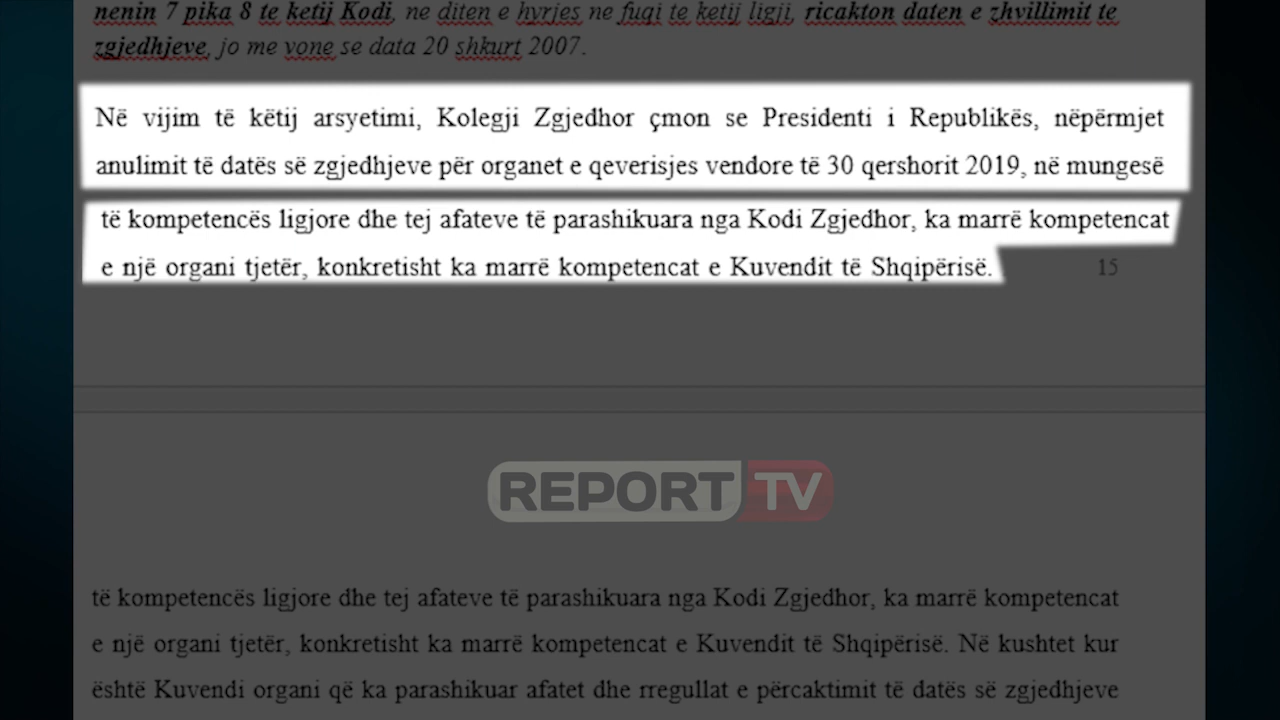 nenin 7 pika 8 te ketij Kodi, ne diten e hyrjes ne fuqi te ketij ligji, ricakton daten e zhvillimit te
zgjedhjeve, jo me vone se data 20 shkurt 2007.
Në vijim të këtij arsyetimi, Kolegji Zgjedhor çmon se Presidenti i Republikës, nëpërmjet
anulimit të datës së zgjedhjeve për organet e qeverisjes vendore të 30 qershorit 2019, në mungesë
të kompetencës ligjore dhe tej afateve të parashikuara nga Kodi Zgjedhor, ka marrë kompetencat
e një organi tjetër, konkretisht ka marrë kompetencat e Kuvendit të Shqipërisë.
15
REPORT TV
të kompetencës ligjore dhe tej afateve të parashikuara nga Kodi Zgjedhor, ka marrë kompetencat
e një organi tjetër, konkretisht ka marrë kompetencat e Kuvendit të Shqipërisë. Në kushtet kur
është Kuvendi organi që ka parashikuar afatet dhe rregullat e përcaktimit të datës së zgjedhjeve